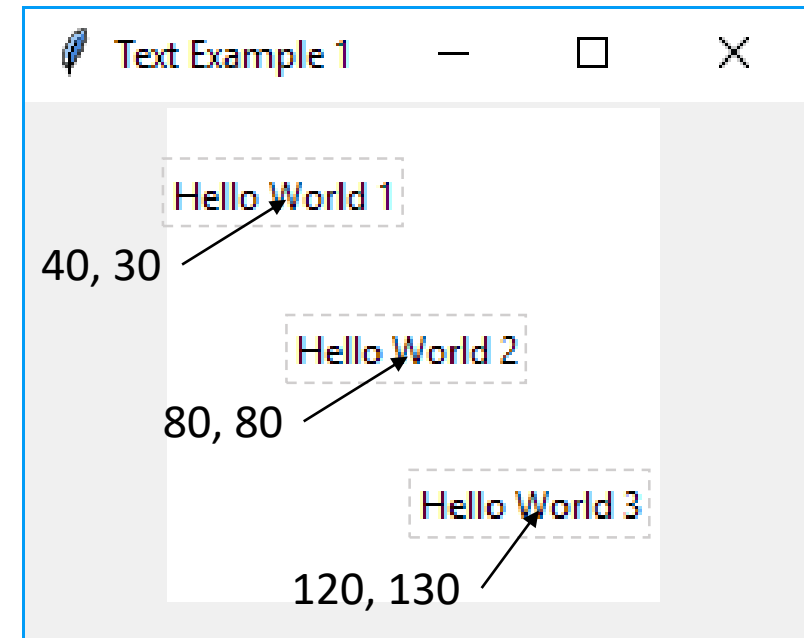 Text Example 1
Hello World 1
40, 30
Hello World 2
80, 80
Hello World 3
120, 130